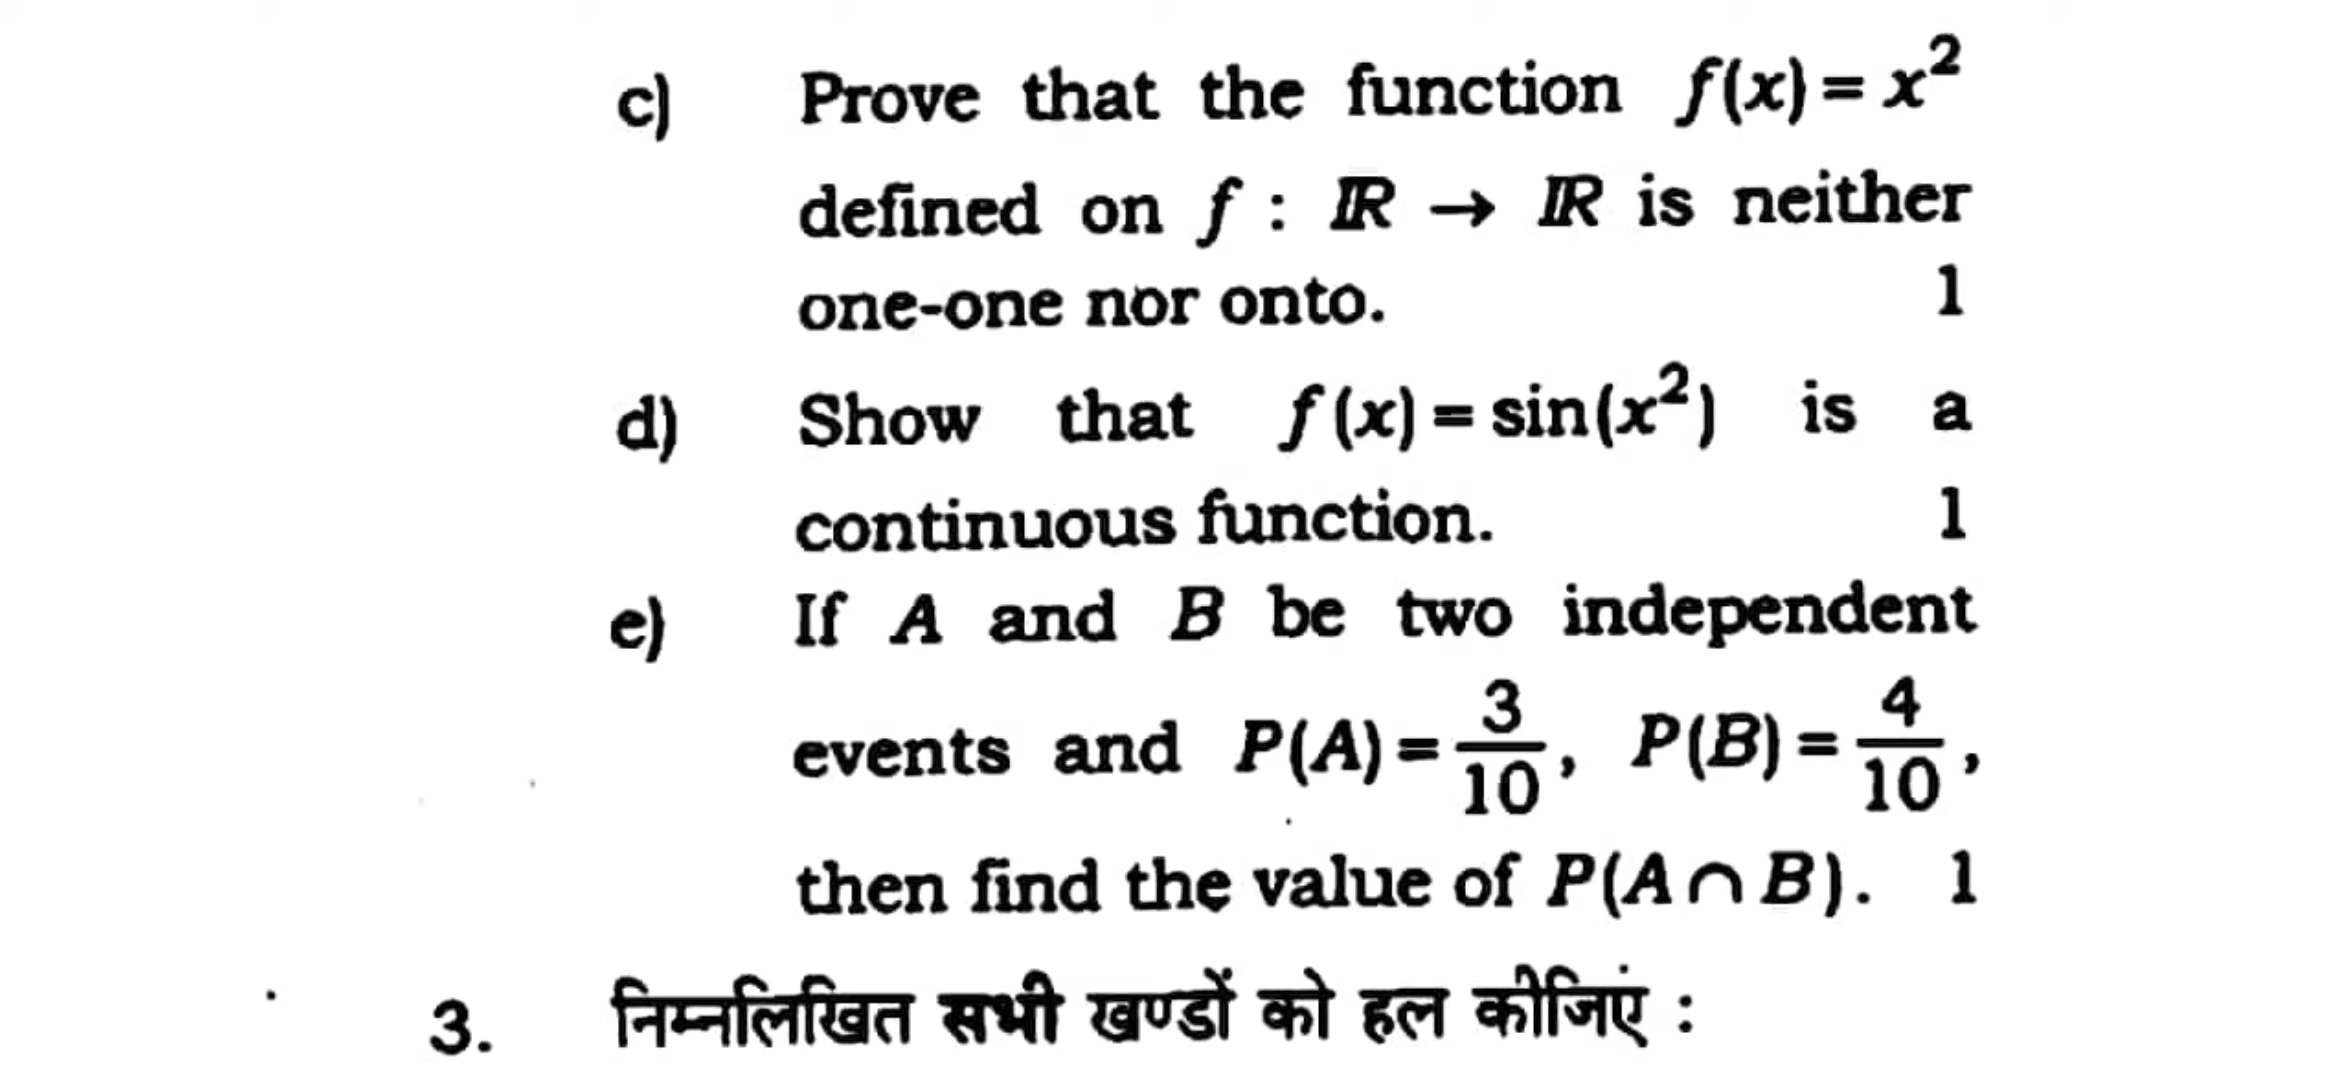 c) Prove that the function f(x) = x²
defined on f : ℝ → ℝ is neither
one-one nor onto. 1
d) Show that f(x) = sin(x²) is a
continuous function. 1
e) If A and B be two independent
events and P(A) = 3/10, P(B) = 4/10,
then find the value of P(A ∩ B). 1
3. निम्नलिखित सभी खण्डों को हल कीजिए :